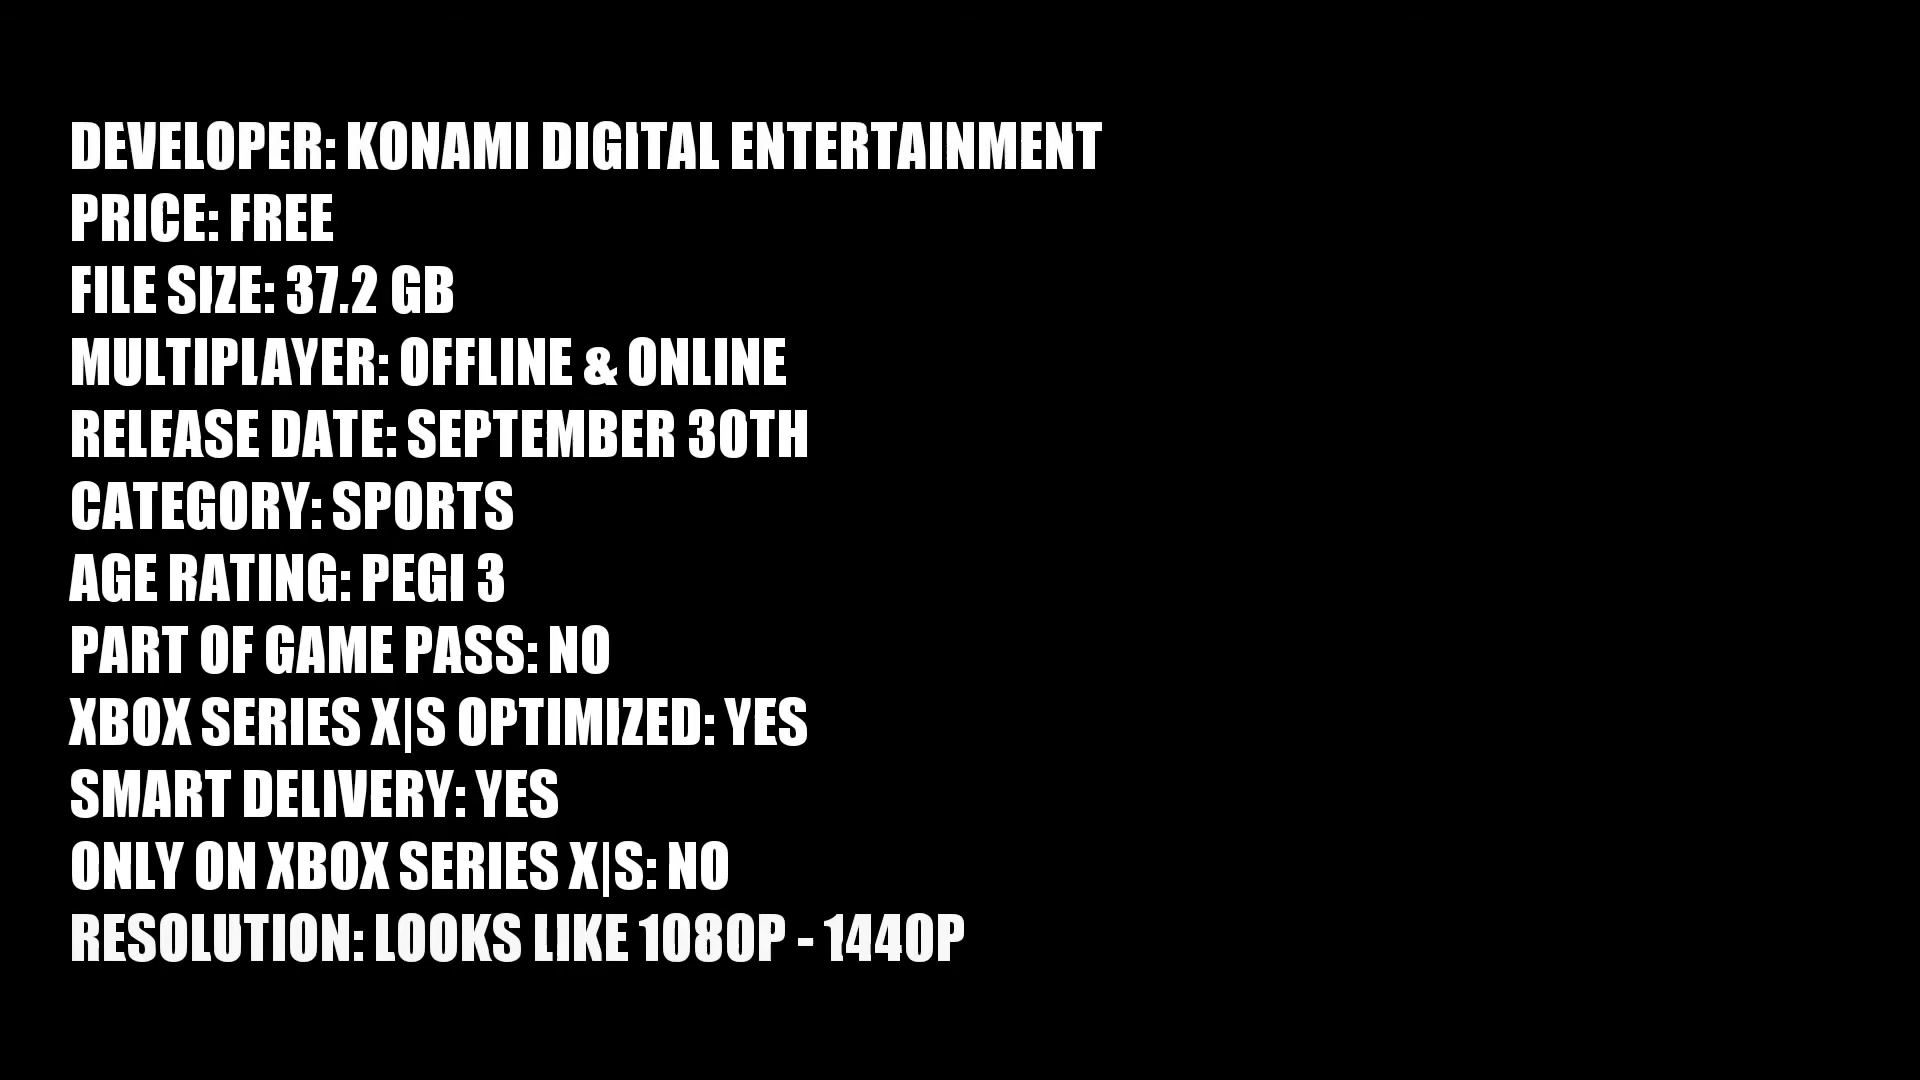 DEVELOPER: KONAMI DIGITAL ENTERTAINMENT
PRICE: FREE
FILE SIZE: 37.2 GB
MULTIPLAYER: OFFLINE & ONLINE
RELEASE DATE: SEPTEMBER 30TH
CATEGORY: SPORTS
AGE RATING: PEGI 3
PART OF GAME PASS: NO
XBOX SERIES X|S OPTIMIZED: YES
SMART DELIVERY: YES
ONLY ON XBOX SERIES X|S: NO
RESOLUTION: LOOKS LIKE 1080P - 1440P